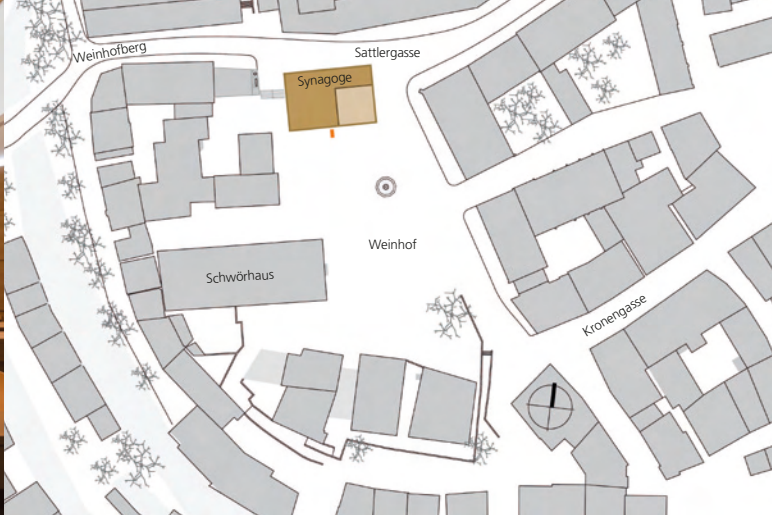 Weinhofberg
Sattlergasse
Synagoge
Weinhof
Schwörhaus
Kronengasse